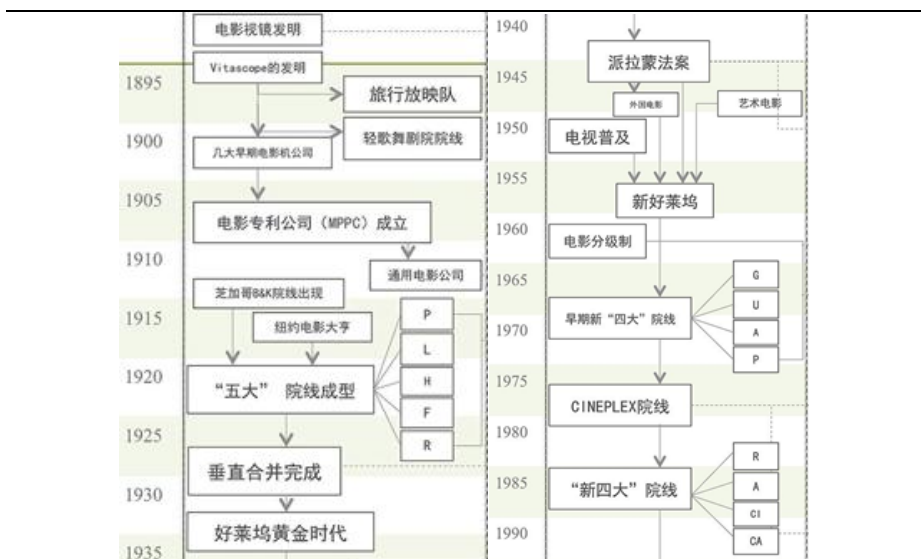 电影视镜发明
Vitascope的发明
1895
旅行放映队
轻歌舞剧院院线
1900
几大早期电影机公司
1905
电影专利公司（MPPC）成立
1910
通用电影公司
芝加哥B&K院线出现
1915
P
纽约电影大亨
L
1920
“五大” 院线成型
H
F
1925
R
垂直合并完成
1930
好莱坞黄金时代
1935
1940
派拉蒙法案
1945
外国电影
艺术电影
1950
电视普及
1955
新好莱坞
1960
电影分级制
1965
G
U
早期新“四大”院线
1970
A
P
1975
CINEPLEX院线
1980
R
1985
“新四大”院线
A
CI
1990
CA